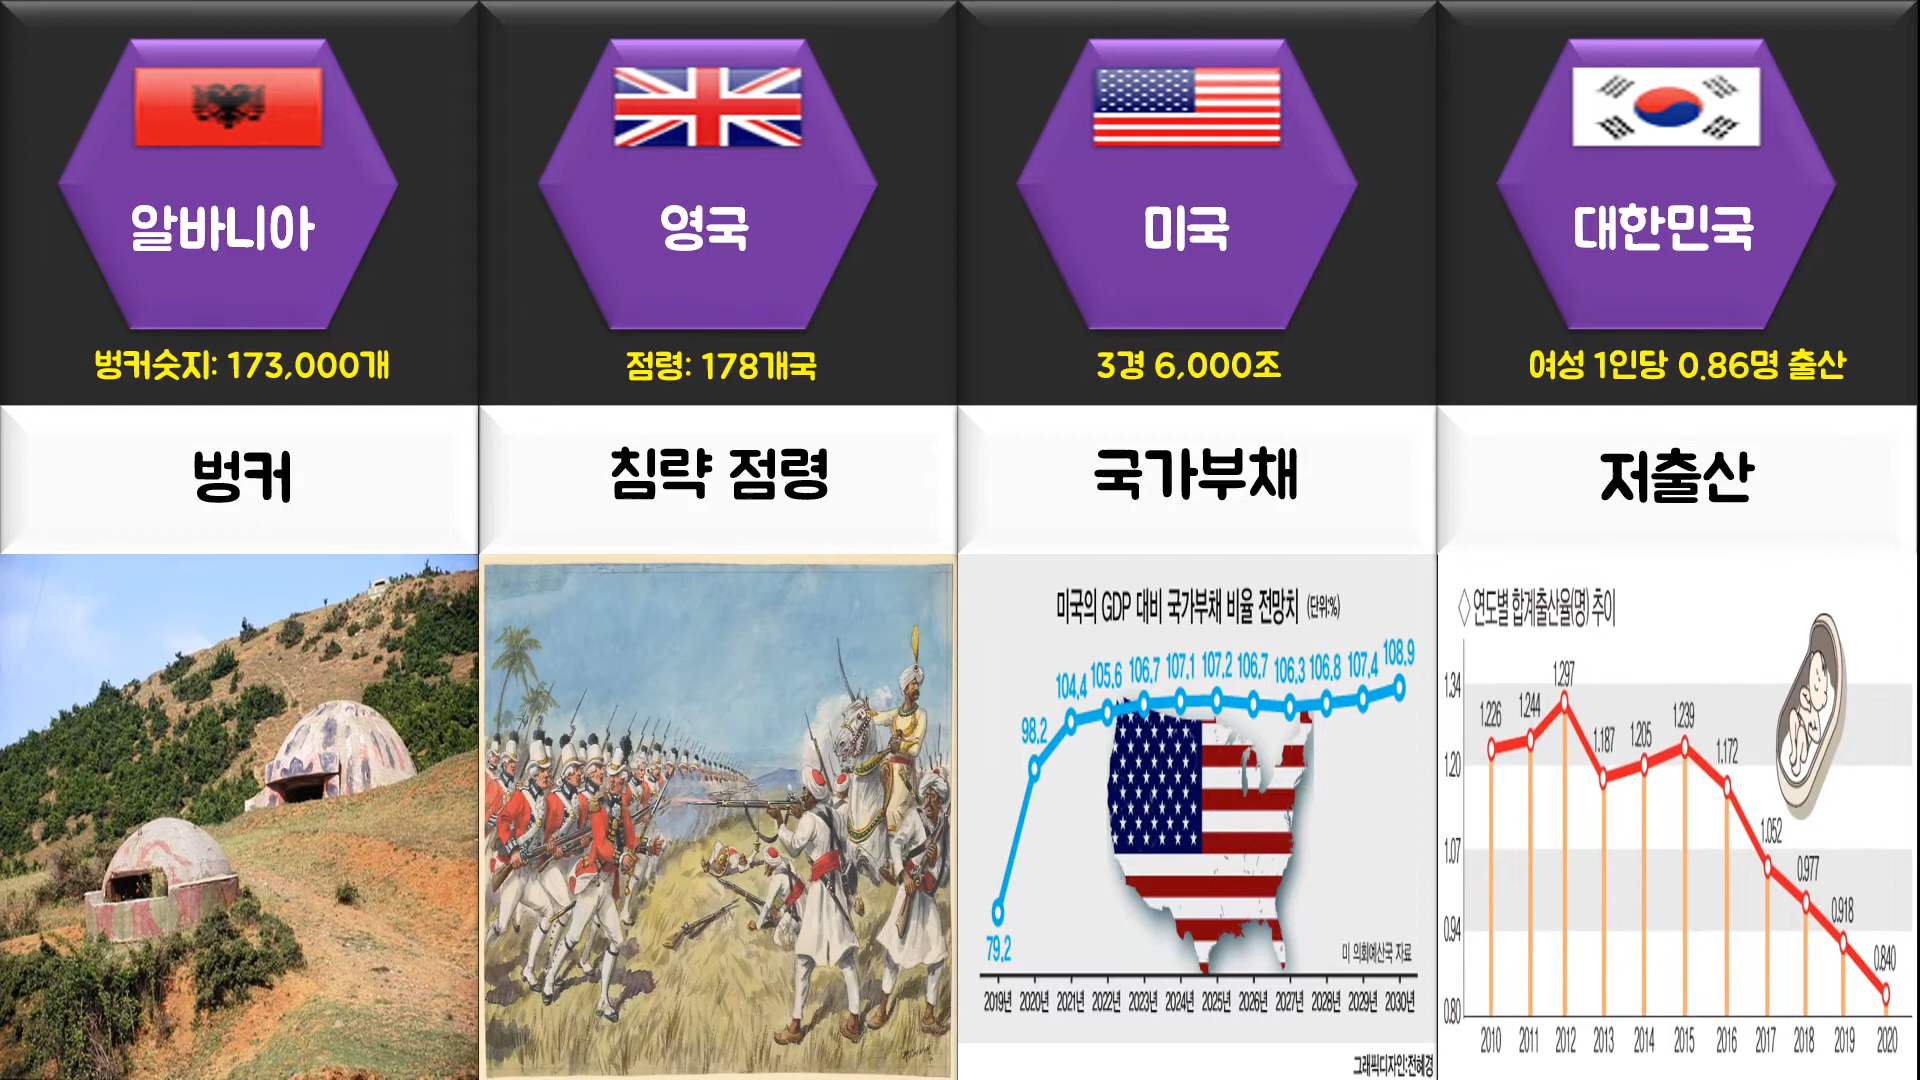 알바니아
벙커숫지: 173,000개
벙커
영국
점령: 178개국
침략 점령
미국
3경 6,000조
국가부채
미국의 GDP 대비 국가부채 비율 전망치 (단위:%)
79.2 98.2 104.4 105.6 106.7 107.1 107.2 106.7 106.3 106.8 107.4 108.9
미 의회예산국 자료
2019년 2020년 2021년 2022년 2023년 2024년 2025년 2026년 2027년 2028년 2029년 2030년
그래픽디자인:전혜경
대한민국
여성 1인당 0.86명 출산
저출산
◇연도별 합계출산율(명) 추이
1.34
1.20
1.07
0.94
0.80
1.226 1.244 1.297 1.187 1.205 1.239 1.172 1.052 0.977 0.918 0.840
2010 2011 2012 2013 2014 2015 2016 2017 2018 2019 2020